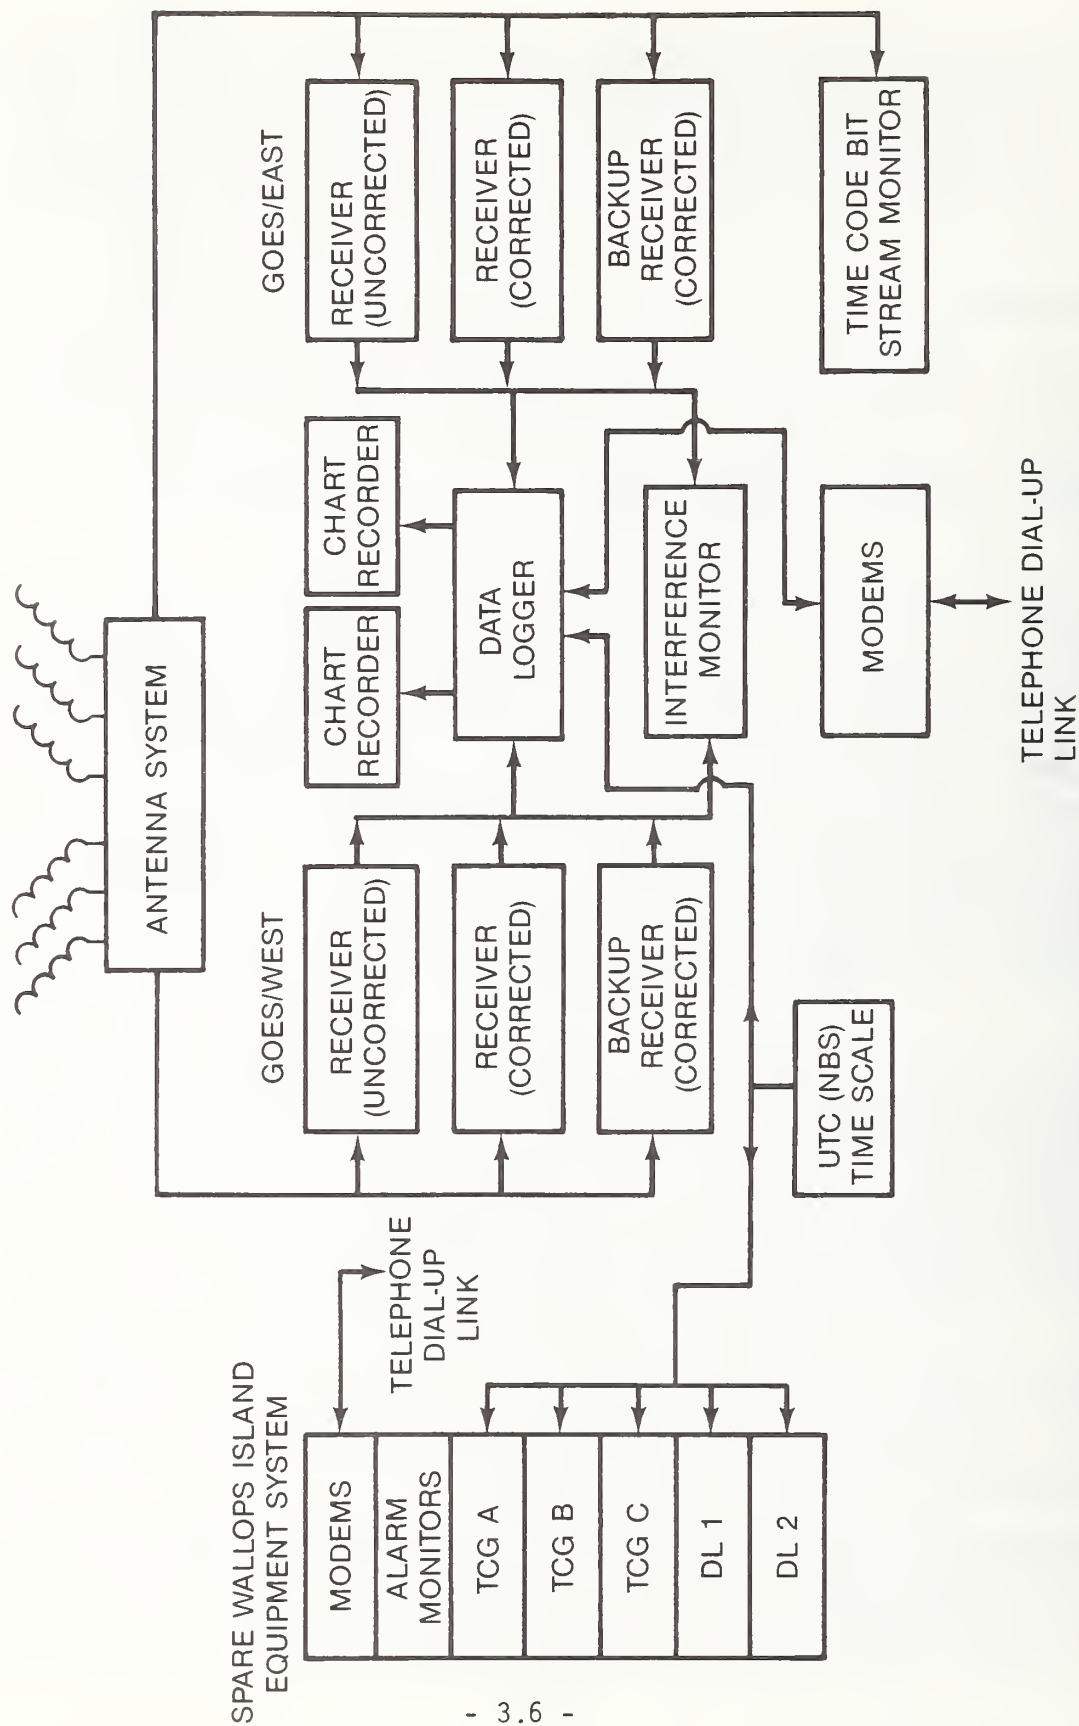 SPARE WALLOPS ISLAND
EQUIPMENT SYSTEM
MODEMS
ALARM
MONITORS
TCG A
TCG B
TCG C
DL 1
DL 2
TELEPHONE
DIAL-UP
LINK
ANTENNA SYSTEM
GOES/WEST
RECEIVER
(UNCORRECTED)
RECEIVER
(CORRECTED)
BACKUP
RECEIVER
(CORRECTED)
UTC (NBS)
TIME SCALE
CHART
RECORDER
CHART
RECORDER
DATA
LOGGER
INTERFERENCE
MONITOR
MODEMS
TELEPHONE DIAL-UP
LINK
GOES/EAST
RECEIVER
(UNCORRECTED)
RECEIVER
(CORRECTED)
BACKUP
RECEIVER
(CORRECTED)
TIME CODE BIT
STREAM MONITOR
- 3.6 -